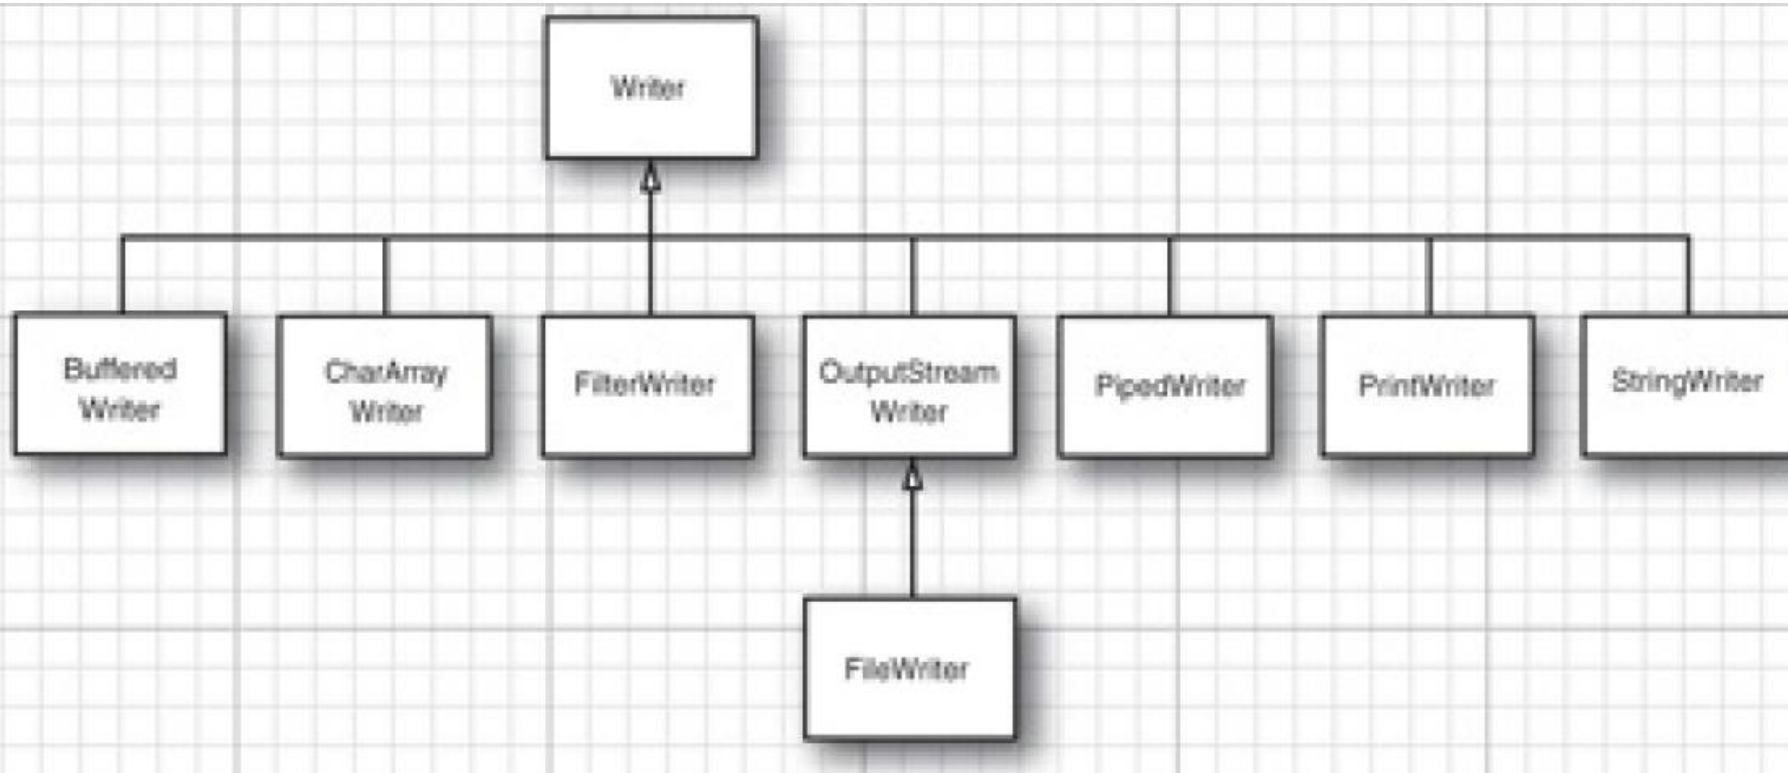 Writer
Buffered
Writer
CharArray
Writer
FilterWriter
OutputStream
Writer
PipedWriter
PrintWriter
StringWriter
FileWriter